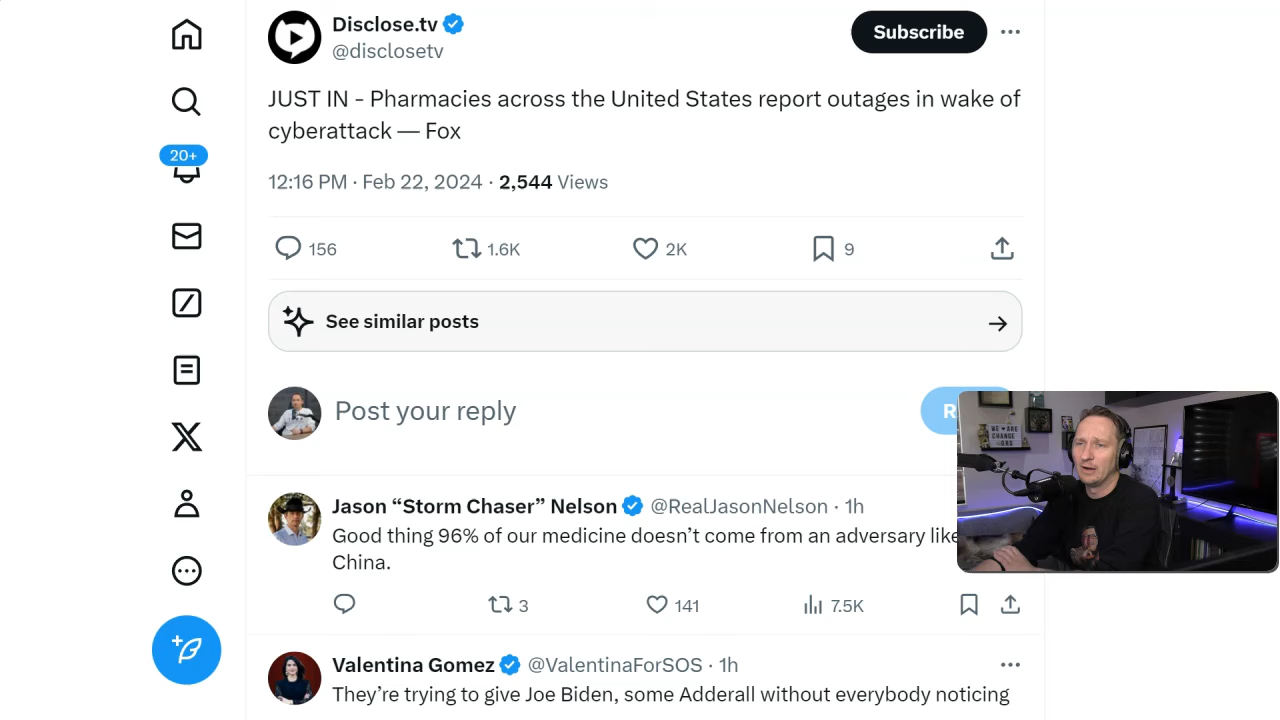 Disclose.tv
@disclosetv
Subscribe
JUST IN - Pharmacies across the United States report outages in wake of
cyberattack — Fox
20+
12:16 PM · Feb 22, 2024 · 2,544 Views
156 1.6K 2K 9
See similar posts
Post your reply
R
WE ARE
CHANGE
ORG
Jason “Storm Chaser” Nelson @RealJasonNelson · 1h
Good thing 96% of our medicine doesn’t come from an adversary like
China.
3 141 7.5K
Valentina Gomez @ValentinaForSOS · 1h
They’re trying to give Joe Biden, some Adderall without everybody noticing